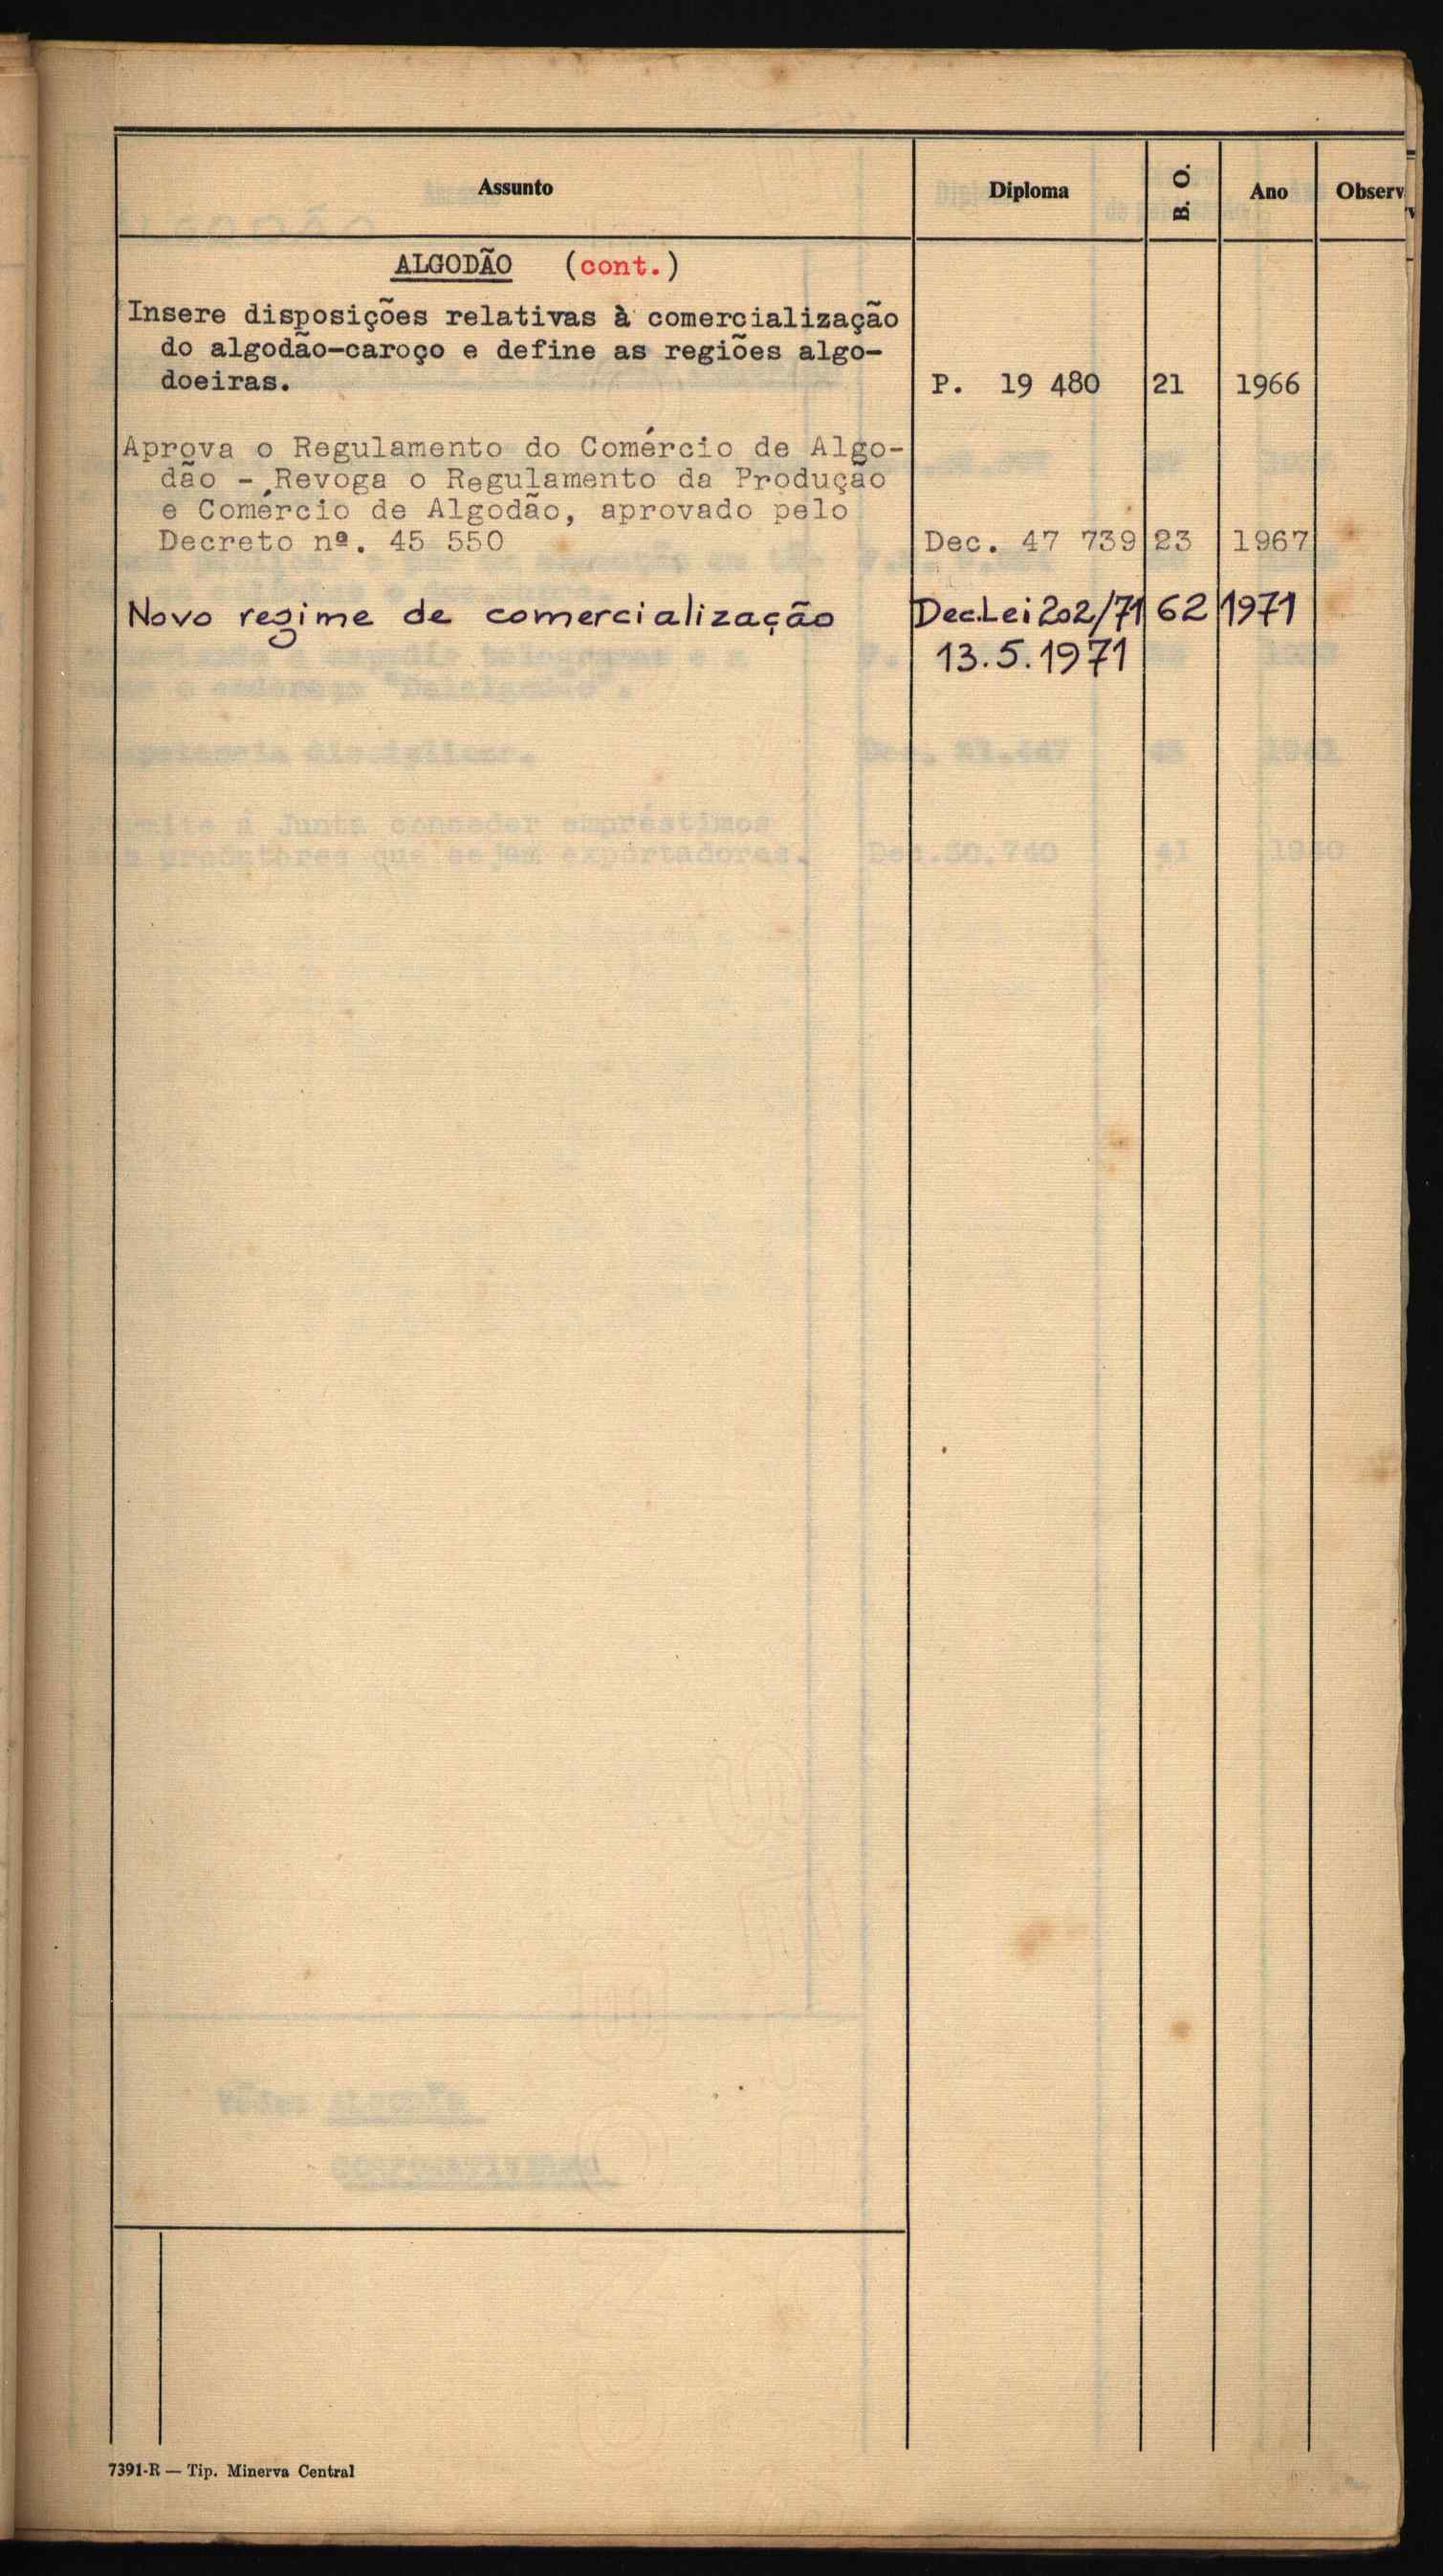 Assunto Diploma B. O. Ano Observ
ALGODÃO (cont.)
Insere disposições relativas à comercialização
do algodão-caroço e define as regiões algo-
doeiras. P. 19 480 21 1966
Aprova o Regulamento do Comércio de Algo-
dão - Revoga o Regulamento da Produção
e Comércio de Algodão, aprovado pelo
Decreto nº. 45 550 Dec. 47 739 23 1967
Novo regime de comercialização Dec.Lei 202/71 62 1971
13.5.1971
7391-R — Tip. Minerva Central